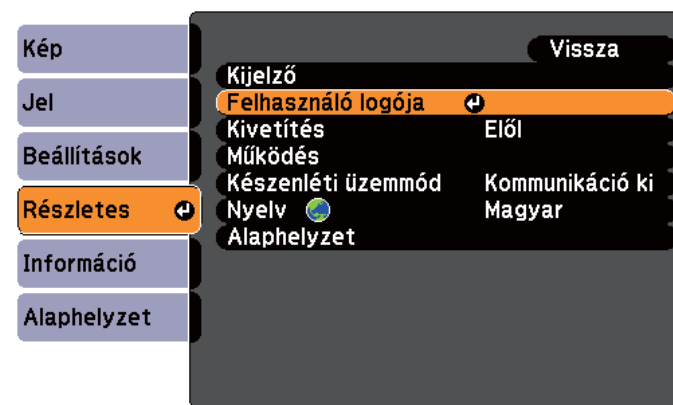 Kép
Jel
Beállítások
Részletes
Információ
Alaphelyzet
Vissza
Kijelző
Felhasználó logója
Kivetítés Elől
Működés
Készenléti üzemmód Kommunikáció ki
Nyelv Magyar
Alaphelyzet